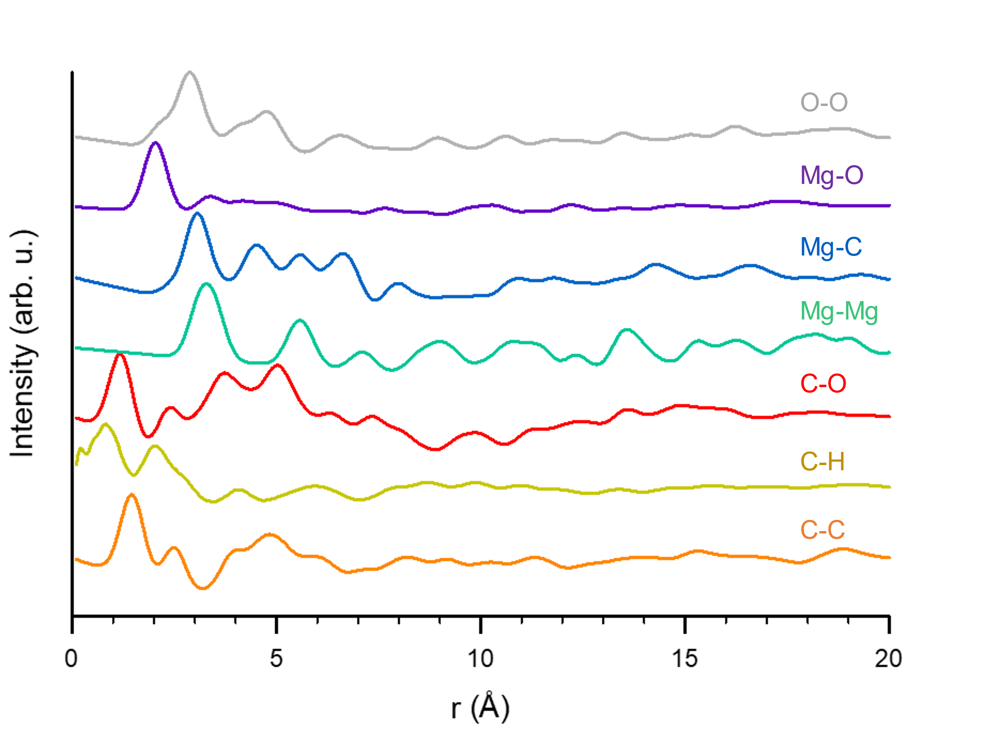 O-O
Mg-O
Mg-C
Mg-Mg
C-O
C-H
C-C
Intensity (arb. u.)
0 5 10 15 20
r (Å)